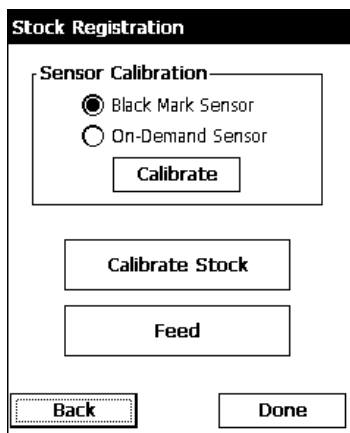 Stock Registration
Sensor Calibration
Black Mark Sensor
On-Demand Sensor
Calibrate
Calibrate Stock
Feed
Back Done